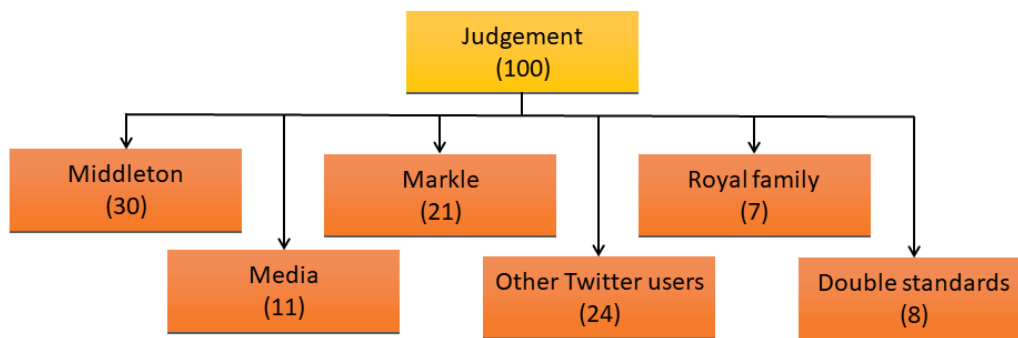 Judgement
(100)
Middleton
(30)
Markle
(21)
Royal family
(7)
Media
(11)
Other Twitter users
(24)
Double standards
(8)